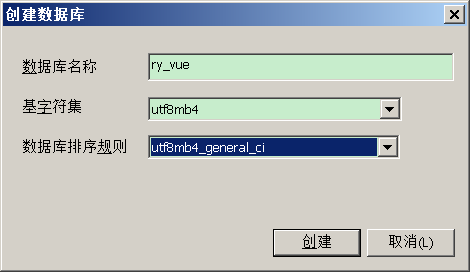 创建数据库
数据库名称 ry_vue
基字符集 utf8mb4
数据库排序规则 utf8mb4_general_ci
创建 取消(L)